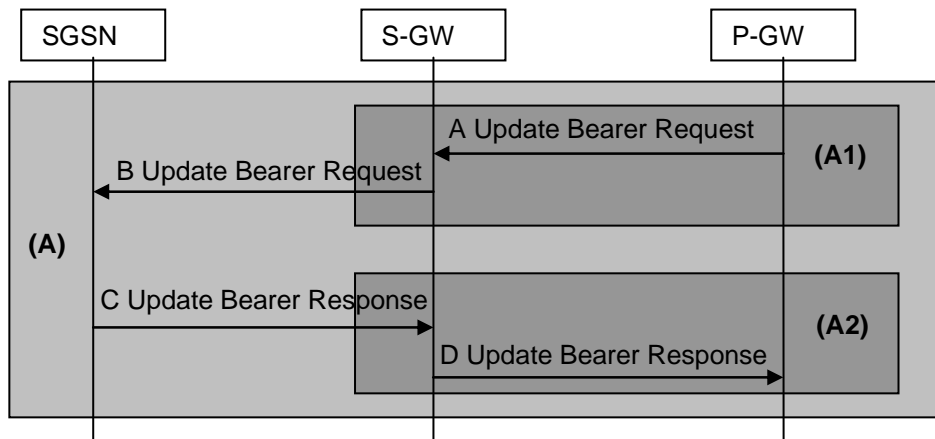 SGSN
S-GW
P-GW
A Update Bearer Request
(A1)
B Update Bearer Request
(A)
C Update Bearer Response
(A2)
D Update Bearer Response